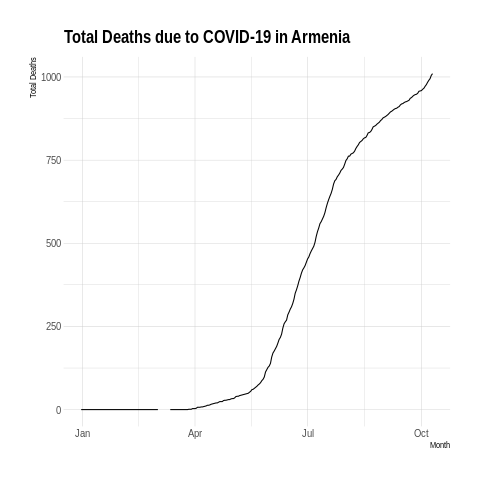 Total Deaths due to COVID-19 in Armenia
Total Deaths
1000
750
500
250
0
Jan Apr Jul Oct
Month